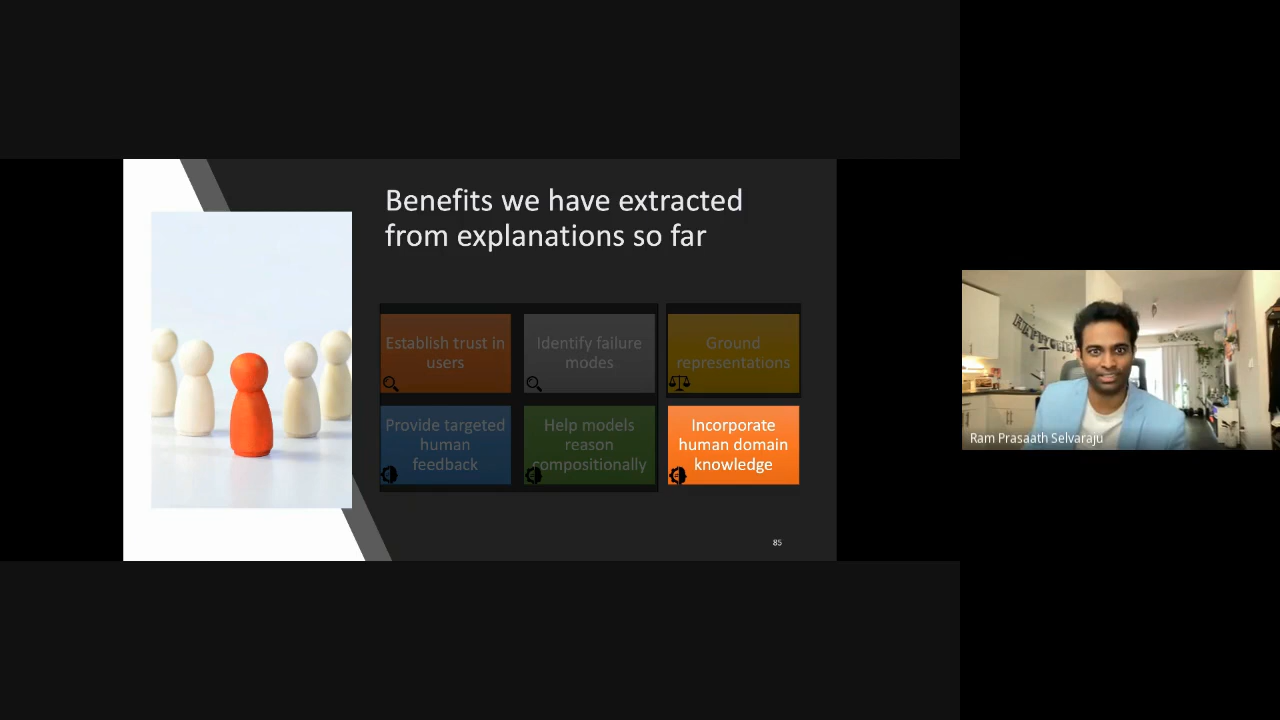 Benefits we have extracted
from explanations so far
Establish trust in
users
Identify failure
modes
Ground
representations
Provide targeted
human
feedback
Help models
reason
compositionally
Incorporate
human domain
knowledge
85
Ram Prasaath Selvaraju